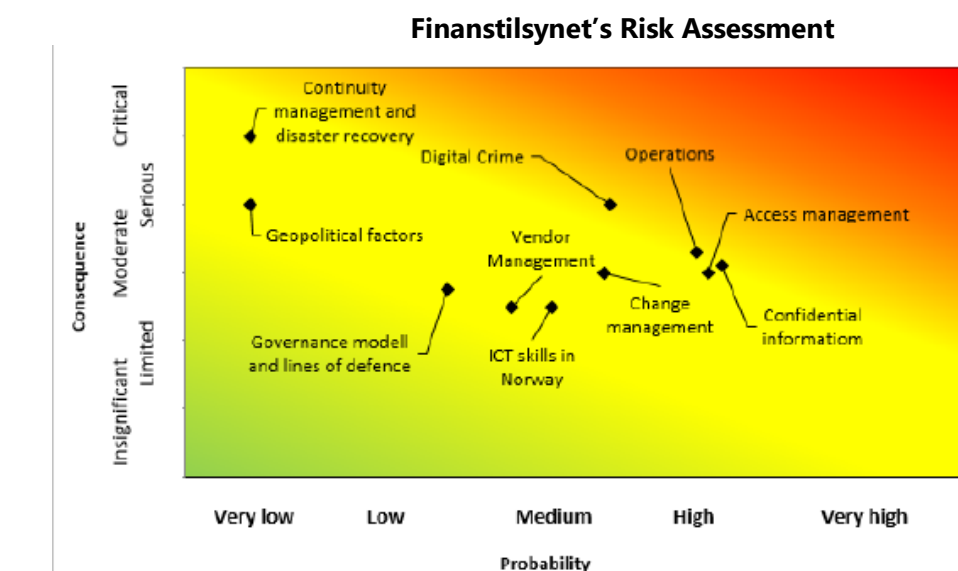 Finanstilsynet's Risk Assessment
Continuity
management and
disaster recovery
Digital Crime
Operations
Access management
Geopolitical factors
Vendor
Management
Change
management
Confidential
informatiom
Governance modell
and lines of defence
ICT skills in
Norway
Consequence
Critical
Serious
Moderate
Limited
Insignificant
Very low
Low
Medium
High
Very high
Probability